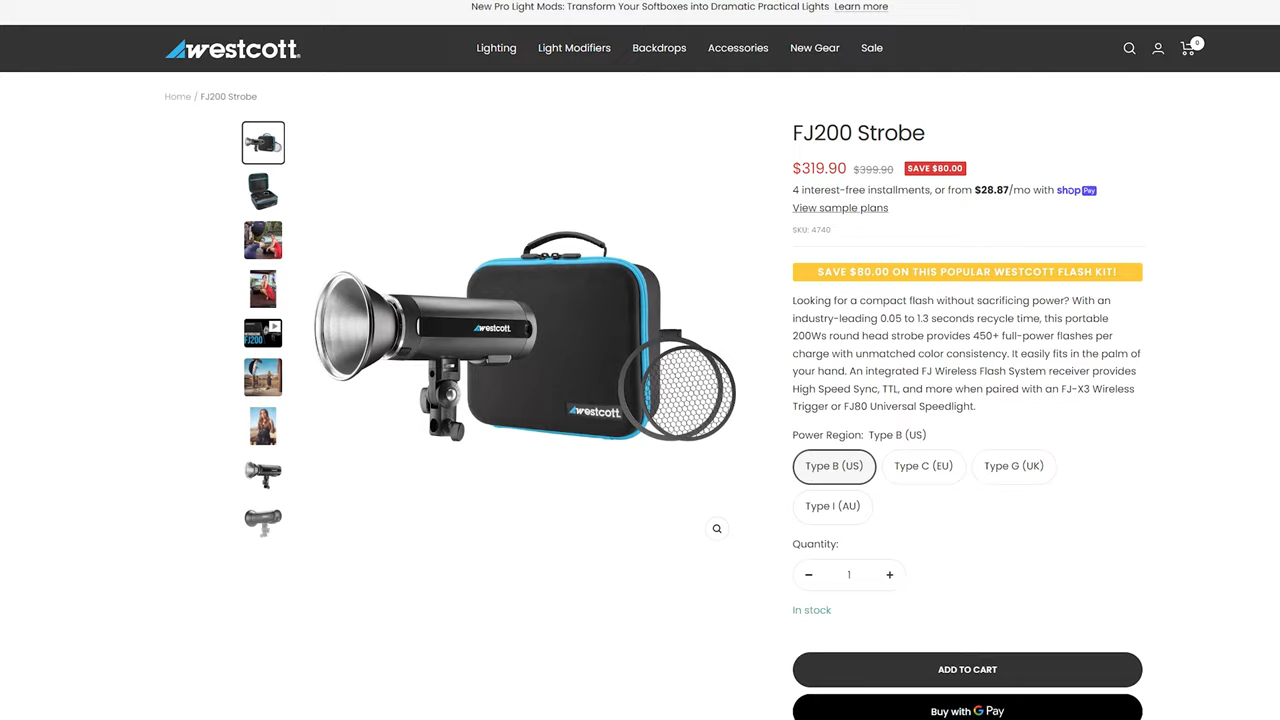 New Pro Light Mods: Transform Your Softboxes into Dramatic Practical Lights Learn more
westcott
Lighting Light Modifiers Backdrops Accessories New Gear Sale
0
Home / FJ200 Strobe
FJ200 Strobe
$319.90 $399.90 SAVE $80.00
4 interest-free installments, or from $28.87/mo with shop Pay
View sample plans
SKU: 4740
SAVE $80.00 ON THIS POPULAR WESTCOTT FLASH KIT!
Looking for a compact flash without sacrificing power? With an
industry-leading 0.05 to 1.3 seconds recycle time, this portable
200Ws round head strobe provides 450+ full-power flashes per
charge with unmatched color consistency. It easily fits in the palm of
your hand. An integrated FJ Wireless Flash System receiver provides
High Speed Sync, TTL, and more when paired with an FJ-X3 Wireless
Trigger or FJ80 Universal Speedlight.
Power Region: Type B (US)
Type B (US) Type C (EU) Type G (UK)
Type I (AU)
Quantity:
1
In stock
ADD TO CART
Buy with G Pay
westcott.
westcott.
FJ200